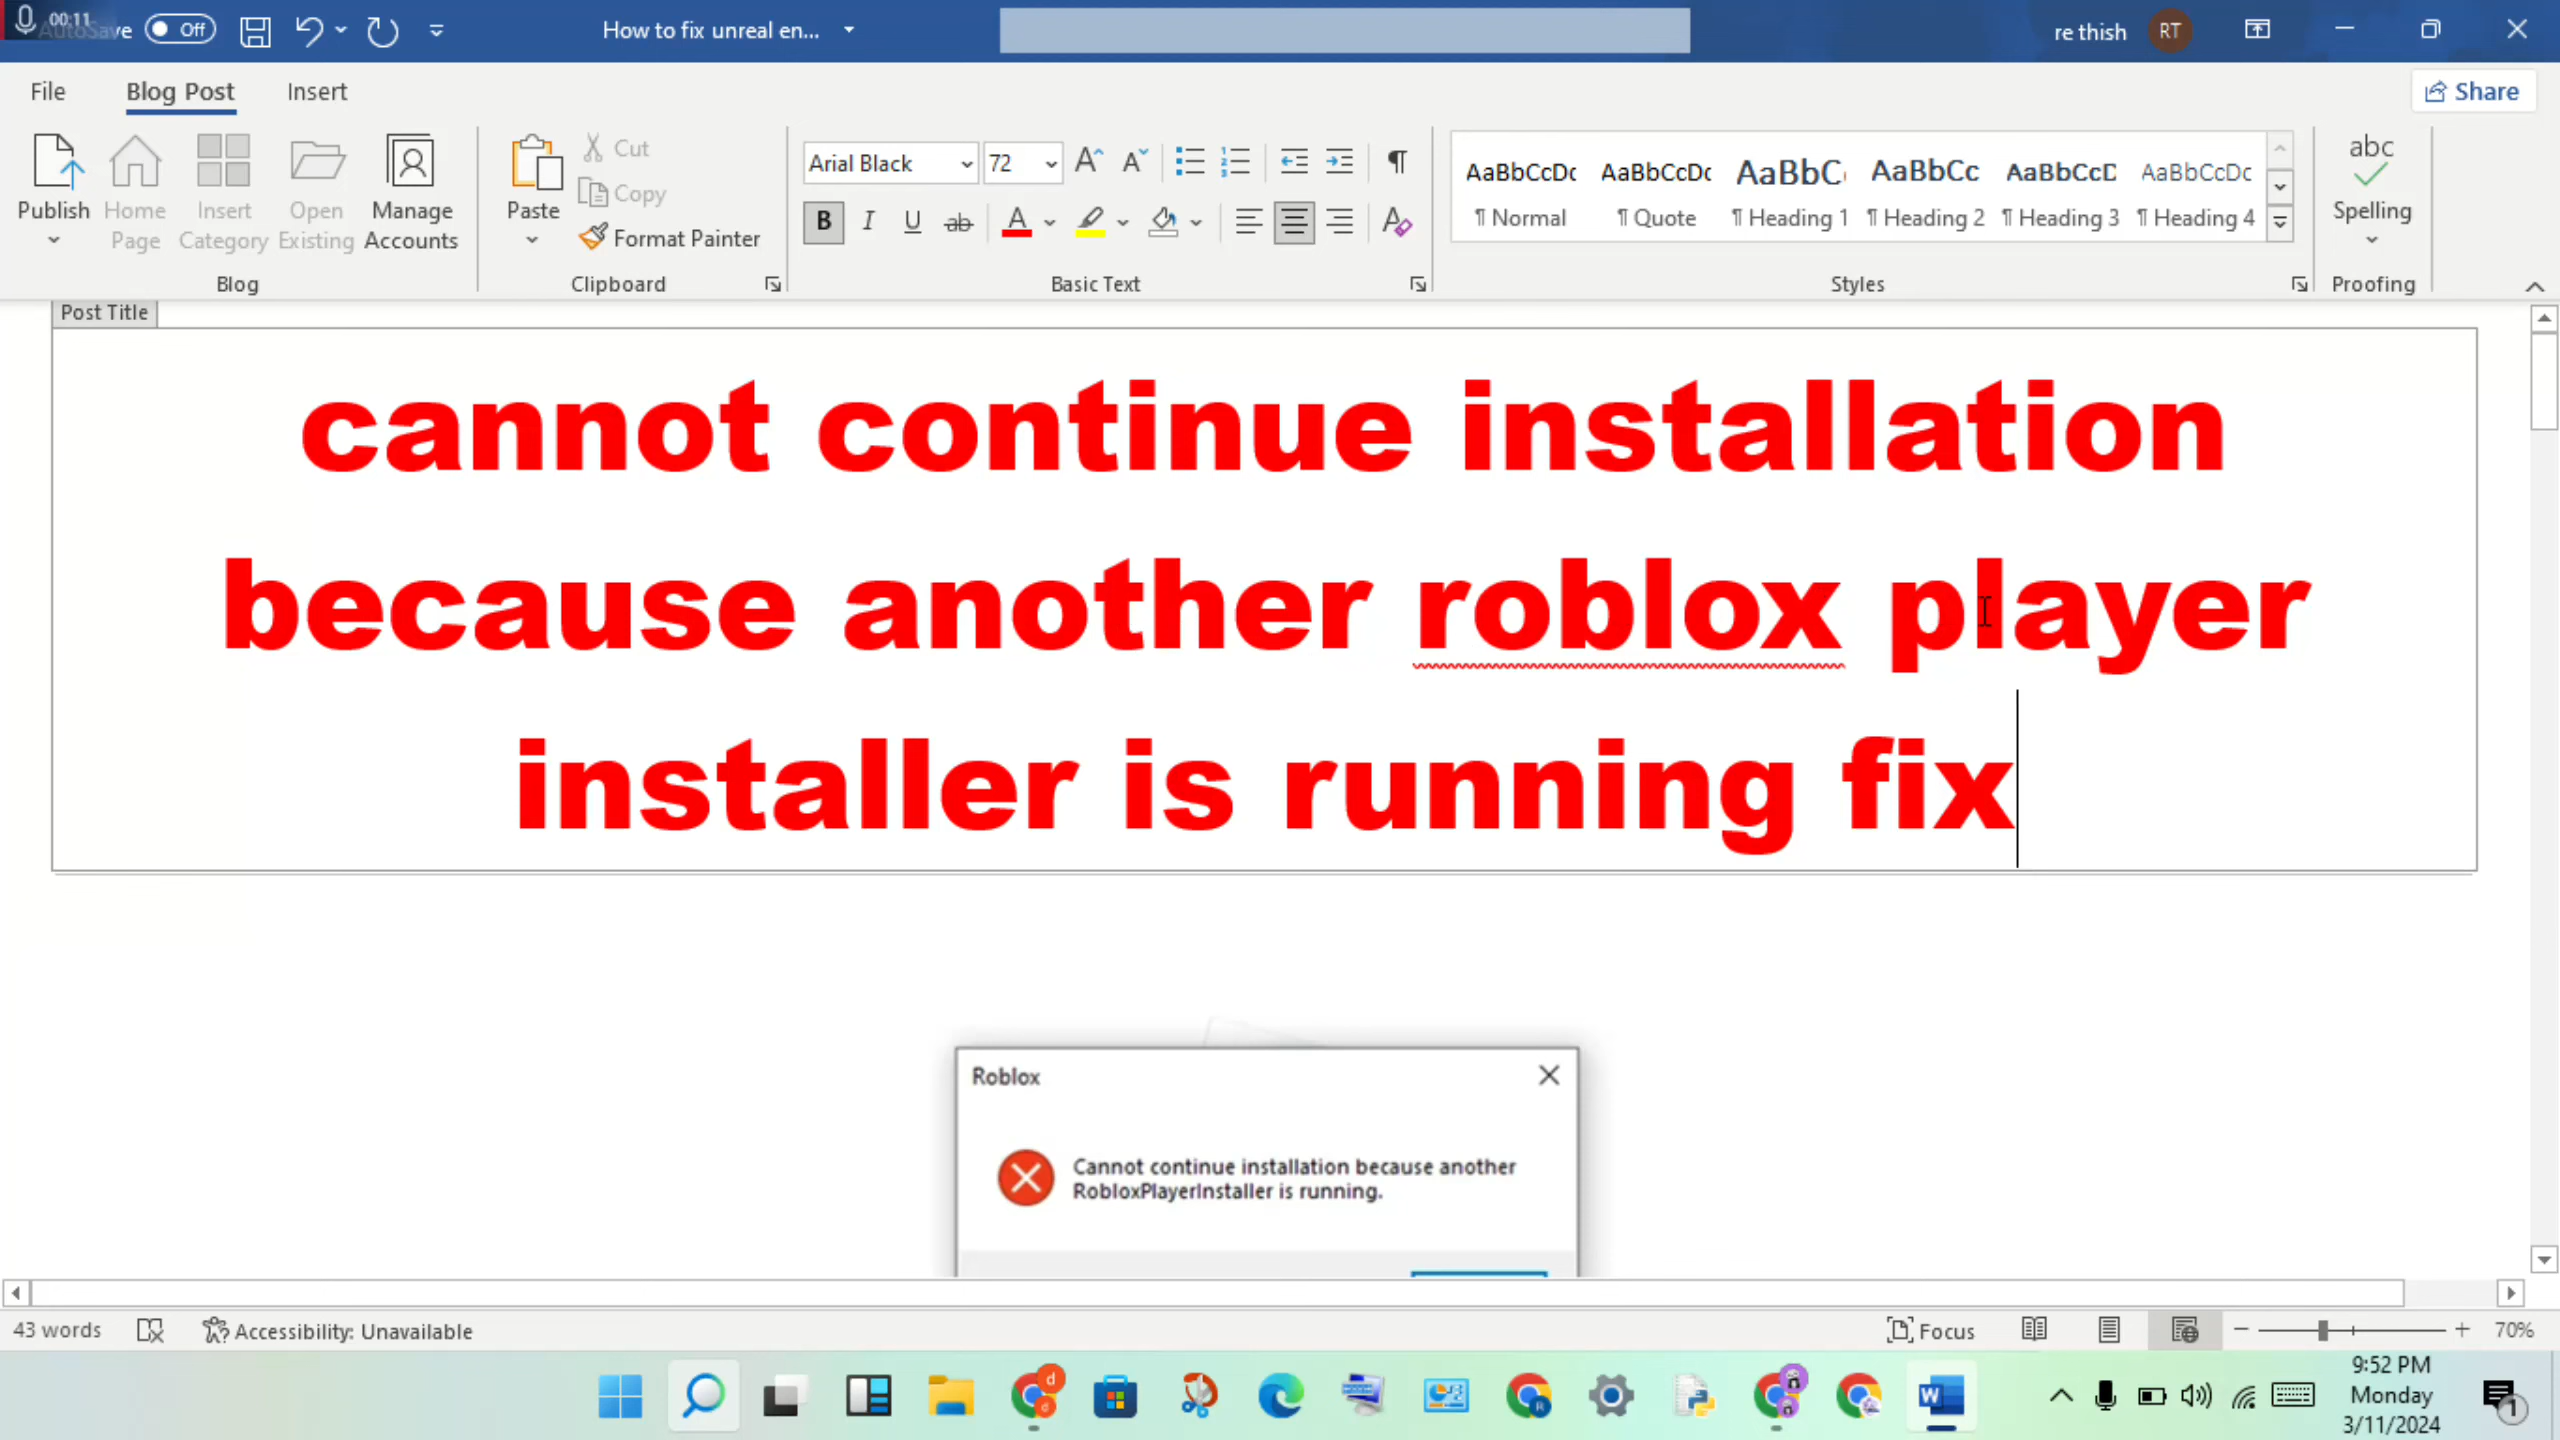 00:11
AutoSave Off
How to fix unreal en...
re thish RT
File Blog Post Insert
Share
Publish
Home Page
Insert Category
Open Existing
Manage Accounts
Paste
Cut
Copy
Format Painter
Arial Black 72
B I U ab A
AaBbCcDc AaBbCcDc AaBbC AaBbCc AaBbCcD AaBbCcDc
¶ Normal ¶ Quote ¶ Heading 1 ¶ Heading 2 ¶ Heading 3 ¶ Heading 4
abc
Spelling
Blog Clipboard Basic Text Styles Proofing
Post Title
cannot continue installation
because another roblox player
installer is running fix
Roblox
Cannot continue installation because another
RobloxPlayerInstaller is running.
43 words
Accessibility: Unavailable
Focus
70%
9:52 PM
Monday
3/11/2024
1